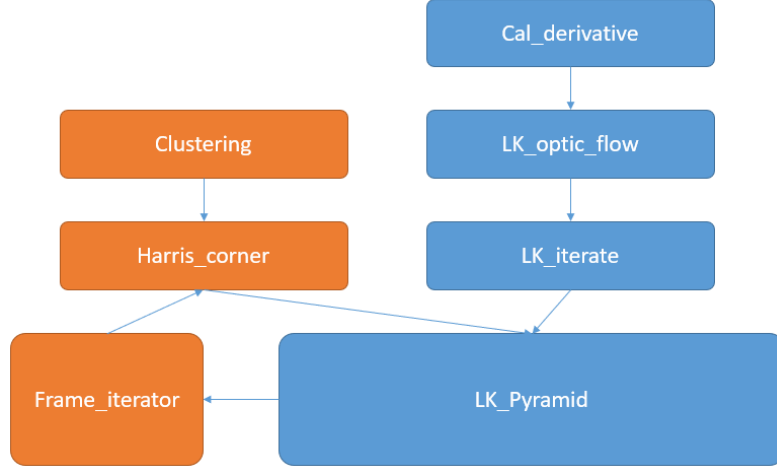 Cal_derivative
Clustering
LK_optic_flow
Harris_corner
LK_iterate
Frame_iterator
LK_Pyramid